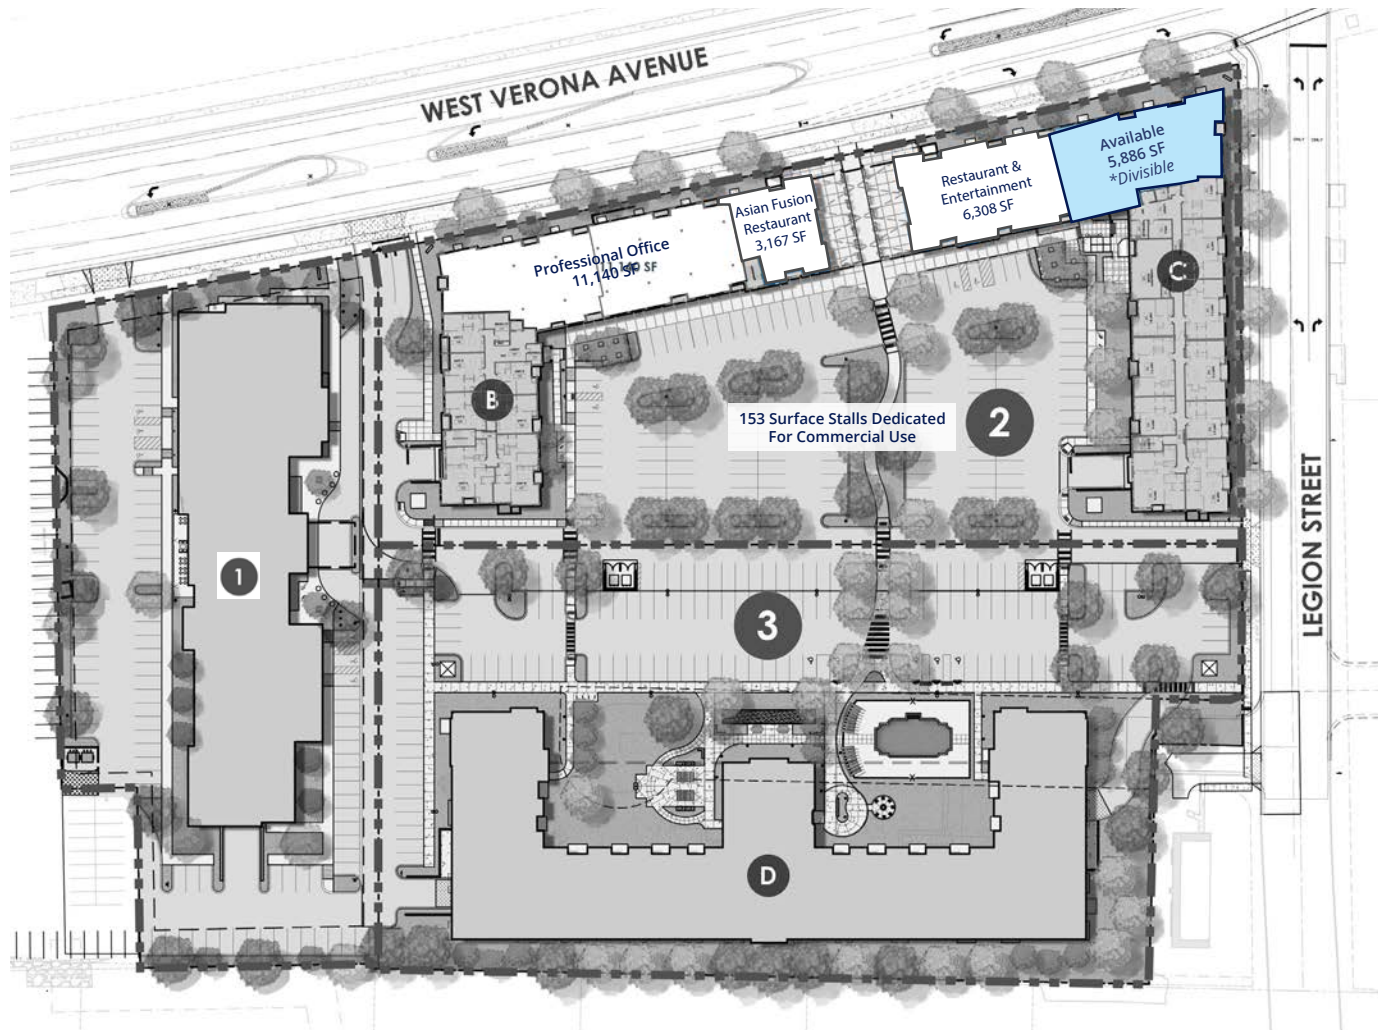 WEST VERONA AVENUE
Available
5,886 SF
*Divisible
Restaurant &
Entertainment
6,308 SF
Asian Fusion
Restaurant
3,167 SF
Professional Office
11,140 SF
C
B
153 Surface Stalls Dedicated
For Commercial Use
2
LEGION STREET
1
3
D